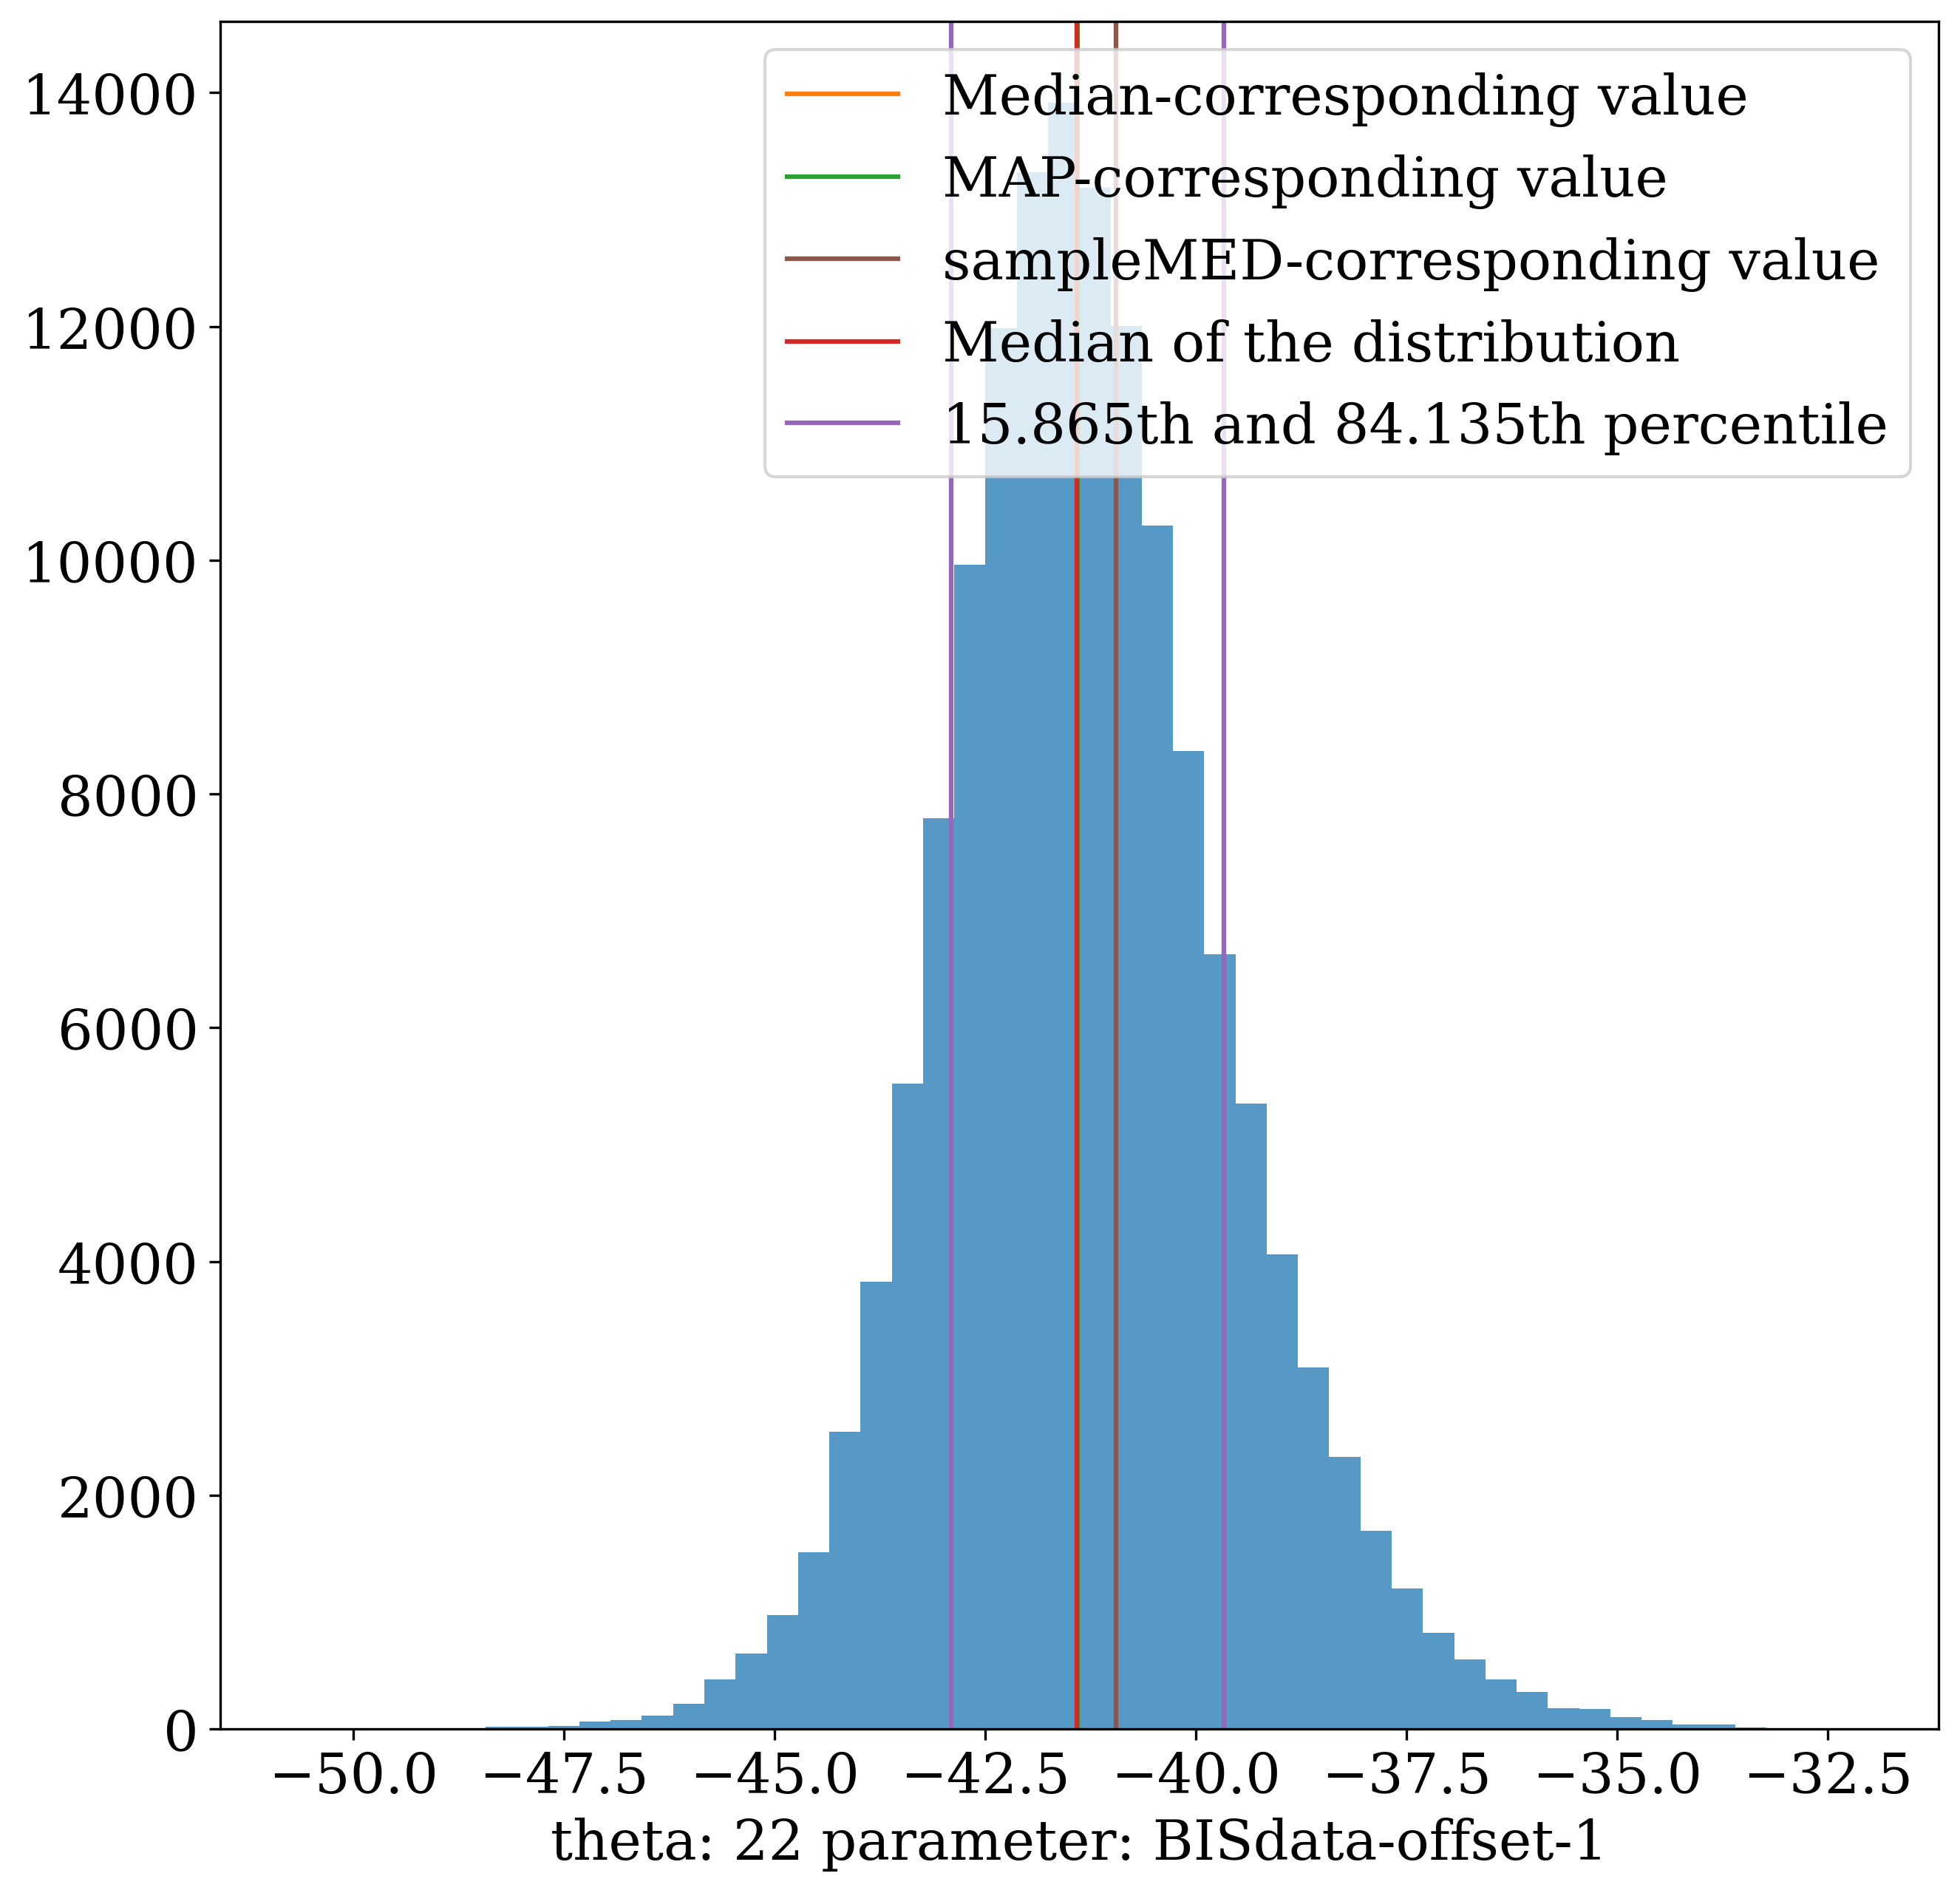 14000
12000
10000
8000
6000
4000
2000
0
Median-corresponding value
MAP-corresponding value
sampleMED-corresponding value
Median of the distribution
15.865th and 84.135th percentile
−50.0 −47.5 −45.0 −42.5 −40.0 −37.5 −35.0 −32.5
theta: 22 parameter: BISdata-offset-1